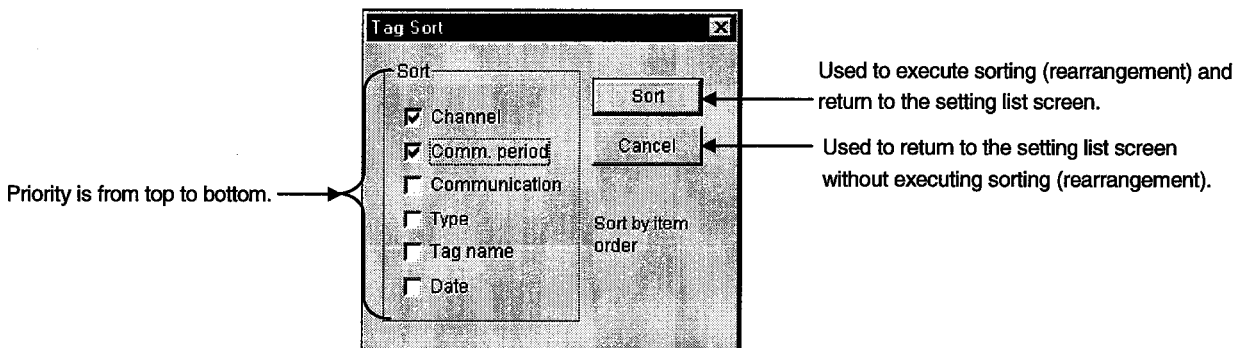 Tag Sort
Sort
Channel
Comm. period
Communication
Type
Tag name
Date
Sort
Cancel
Sort by item
order
Priority is from top to bottom.
Used to execute sorting (rearrangement) and
return to the setting list screen.
Used to return to the setting list screen
without executing sorting (rearrangement).